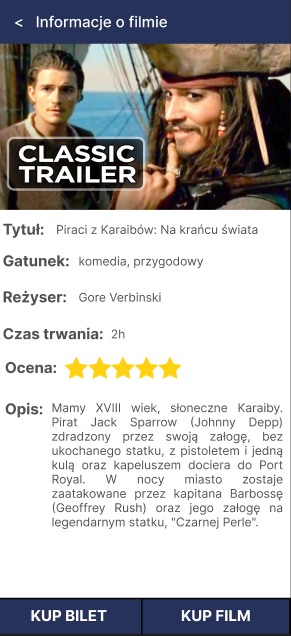 < Informacje o filmie
CLASSIC
TRAILER
Tytuł: Piraci z Karaibów: Na krańcu świata
Gatunek: komedia, przygodowy
Reżyser: Gore Verbinski
Czas trwania: 2h
Ocena:
Opis: Mamy XVIII wiek, słoneczne Karaiby.
Pirat Jack Sparrow (Johnny Depp)
zdradzony przez swoją załogę, bez
ukochanego statku, z pistoletem i jedną
kulą oraz kapeluszem dociera do Port
Royal. W nocy miasto zostaje
zaatakowane przez kapitana Barbossę
(Geoffrey Rush) oraz jego załogę na
legendarnym statku, "Czarnej Perle".
KUP BILET KUP FILM